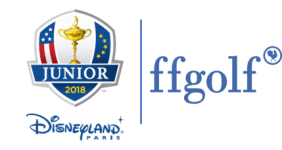 JUNIOR
2018
DISNEYLAND
PARIS
ffgolf